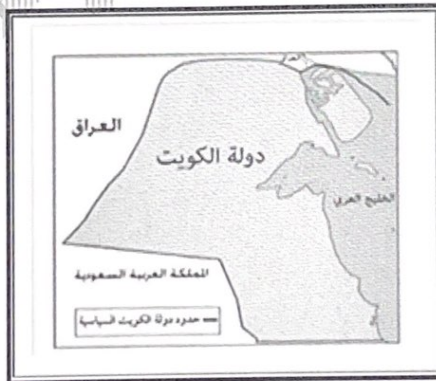 العراق
دولة الكويت
الخليج العربي
المملكة العربية السعودية
حدود دولة الكويت السياسية